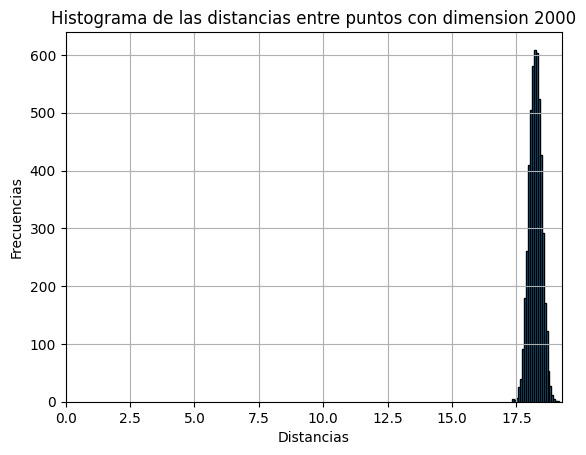 Histograma de las distancias entre puntos con dimension 2000
Frecuencias
600
500
400
300
200
100
0
0.0 2.5 5.0 7.5 10.0 12.5 15.0 17.5
Distancias